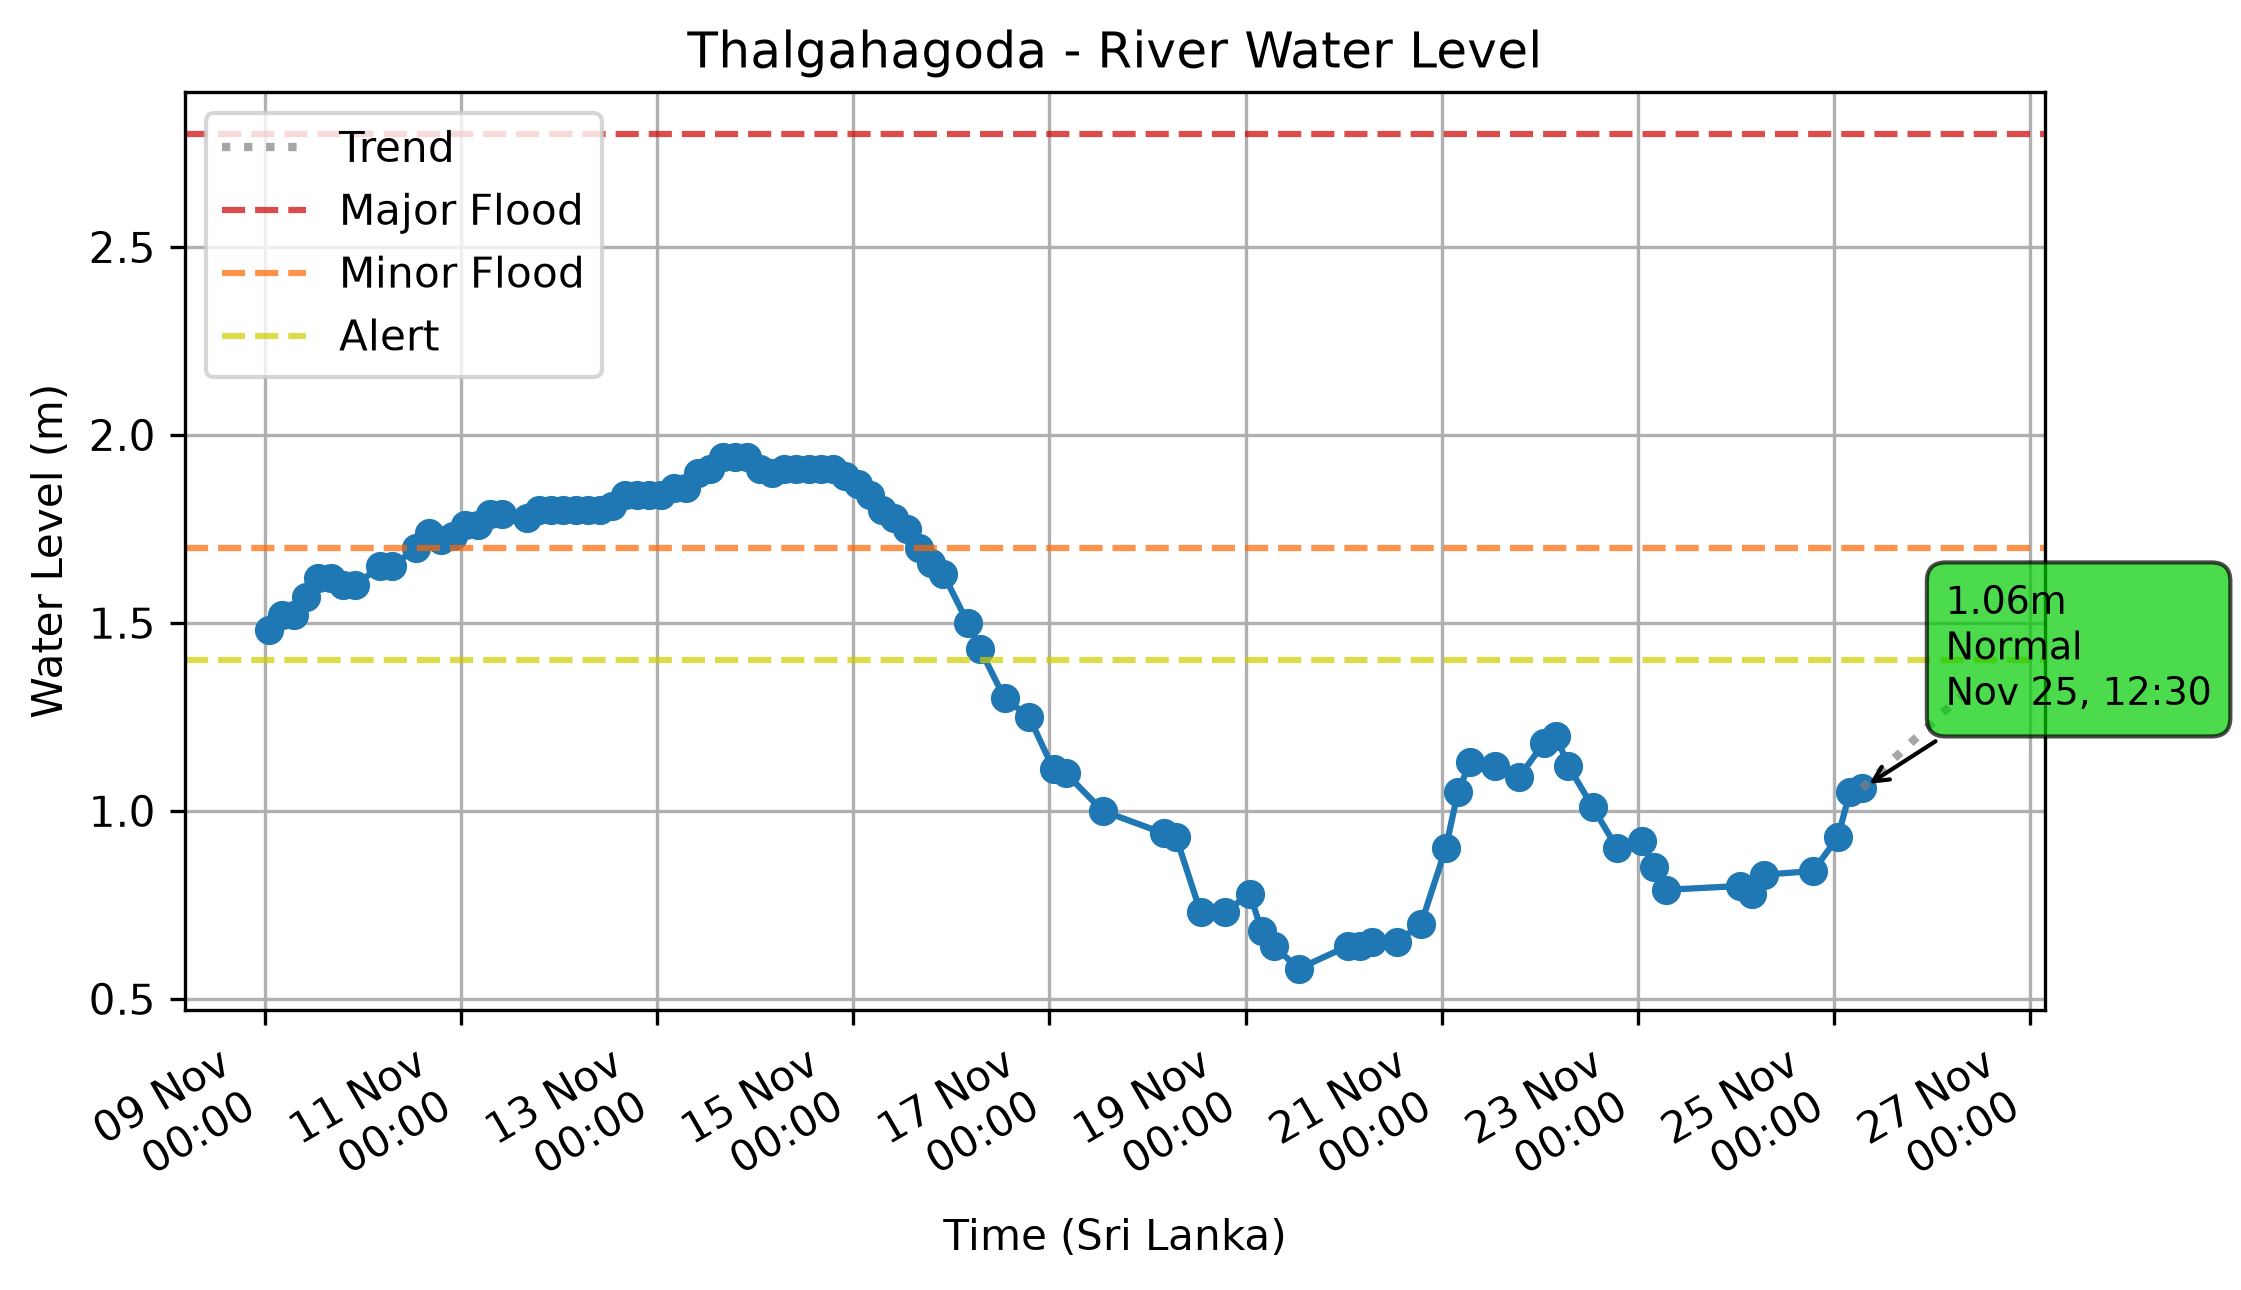 Thalgahagoda - River Water Level
Trend
Major Flood
Minor Flood
Alert
Water Level (m)
2.5
2.0
1.5
1.0
0.5
1.06m
Normal
Nov 25, 12:30
09 Nov
00:00
11 Nov
00:00
13 Nov
00:00
15 Nov
00:00
17 Nov
00:00
19 Nov
00:00
21 Nov
00:00
23 Nov
00:00
25 Nov
00:00
27 Nov
00:00
Time (Sri Lanka)